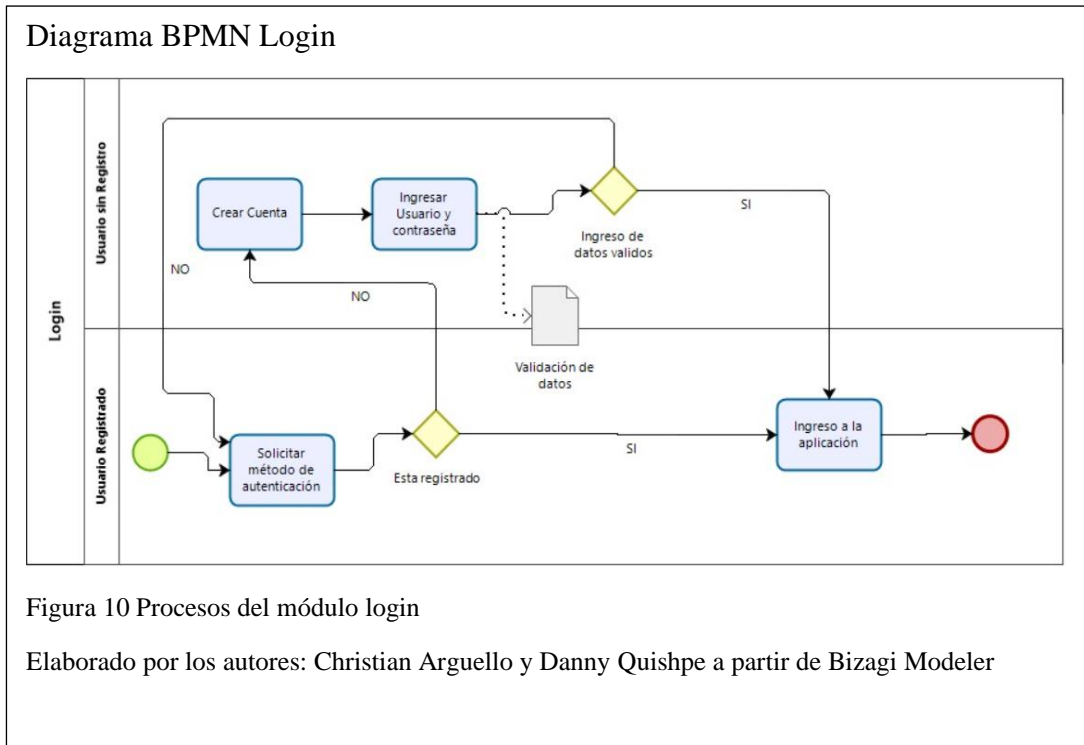 Diagrama BPMN Login
Login
Usuario sin Registro
Crear Cuenta
Ingresar
Usuario y
contraseña
Ingreso de
datos validos
SI
NO
NO
Validación de
datos
Usuario Registrado
Solicitar
método de
autenticación
Esta registrado
SI
Ingreso a la
aplicación
Figura 10 Procesos del módulo login
Elaborado por los autores: Christian Arguello y Danny Quishpe a partir de Bizagi Modeler